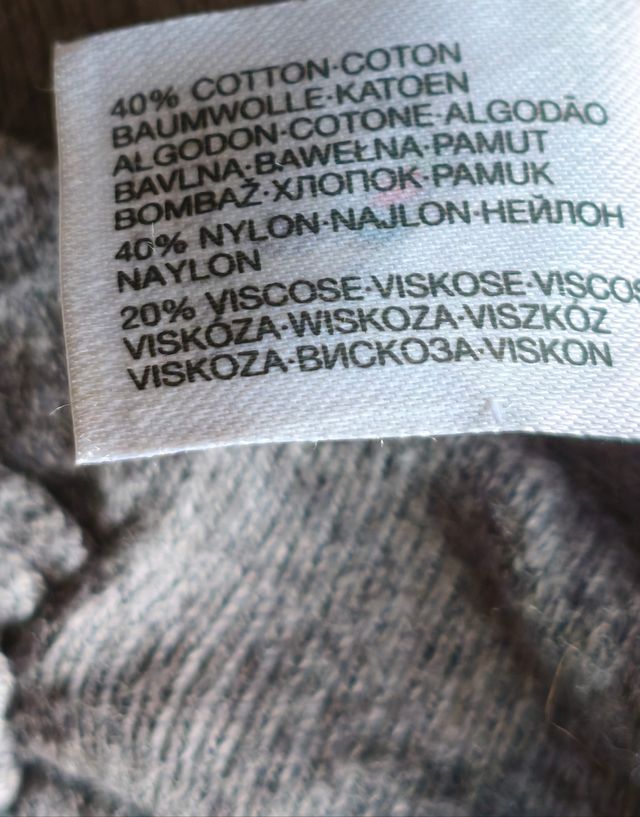 40% COTTON·COTON
BAUMWOLLE·KATOEN
ALGODON·COTONE·ALGODÃO
BAVLNA·BAWEŁNA·PAMUT
BOMBAŽ·ХЛОПОК·PAMUK
40% NYLON·NAJLON·НЕЙЛОН
NAYLON
20% VISCOSE·VISKOSE·VISCOS
VISKÓZA·WISKOZA·VISZKÓZ
VISKOZA·ВИСКОЗА·VISKON